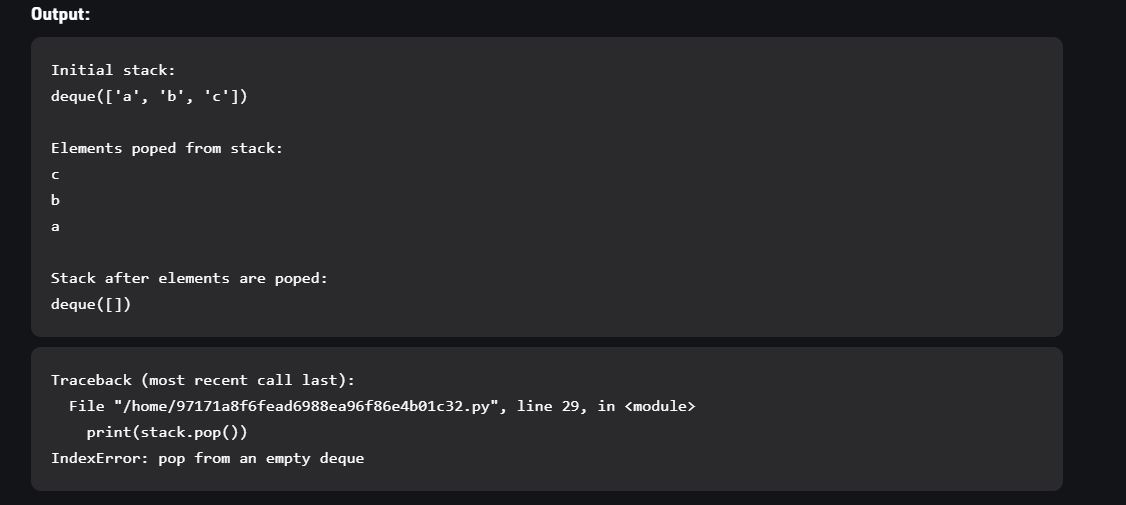 Output:
Initial stack:
deque(['a', 'b', 'c'])
Elements poped from stack:
c
b
a
Stack after elements are poped:
deque([])
Traceback (most recent call last):
  File "/home/97171a8f6fead6988ea96f86e4b01c32.py", line 29, in <module>
    print(stack.pop())
IndexError: pop from an empty deque